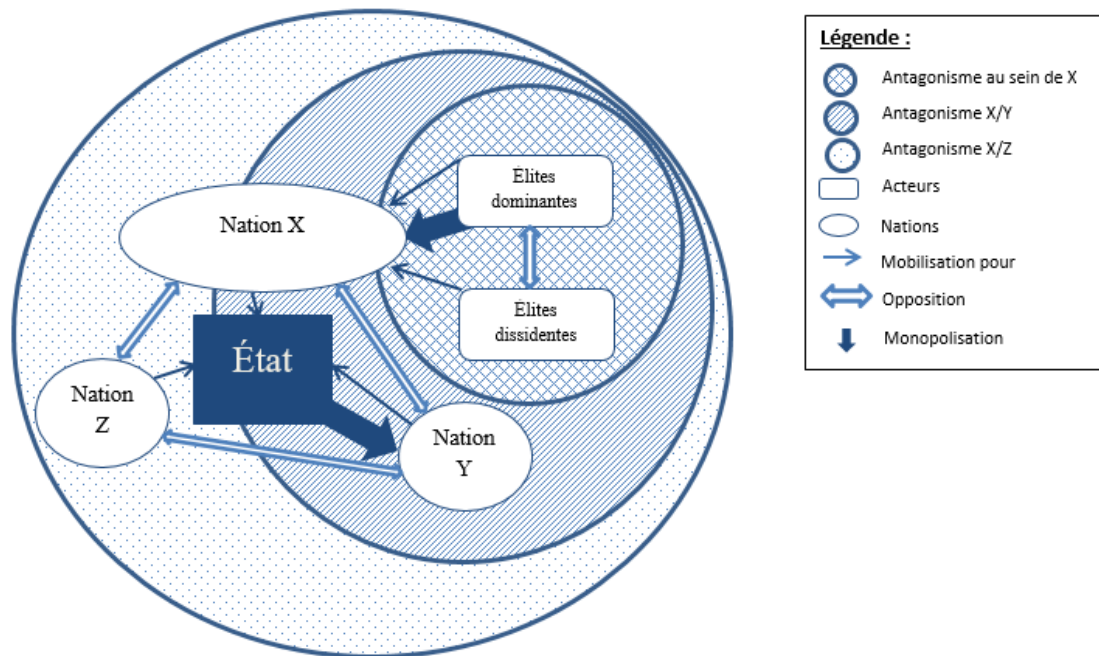 Élites
dominantes
Nation X
Élites
dissidentes
État
Nation
Z
Nation
Y
Légende :
Antagonisme au sein de X
Antagonisme X/Y
Antagonisme X/Z
Acteurs
Nations
Mobilisation pour
Opposition
Monopolisation